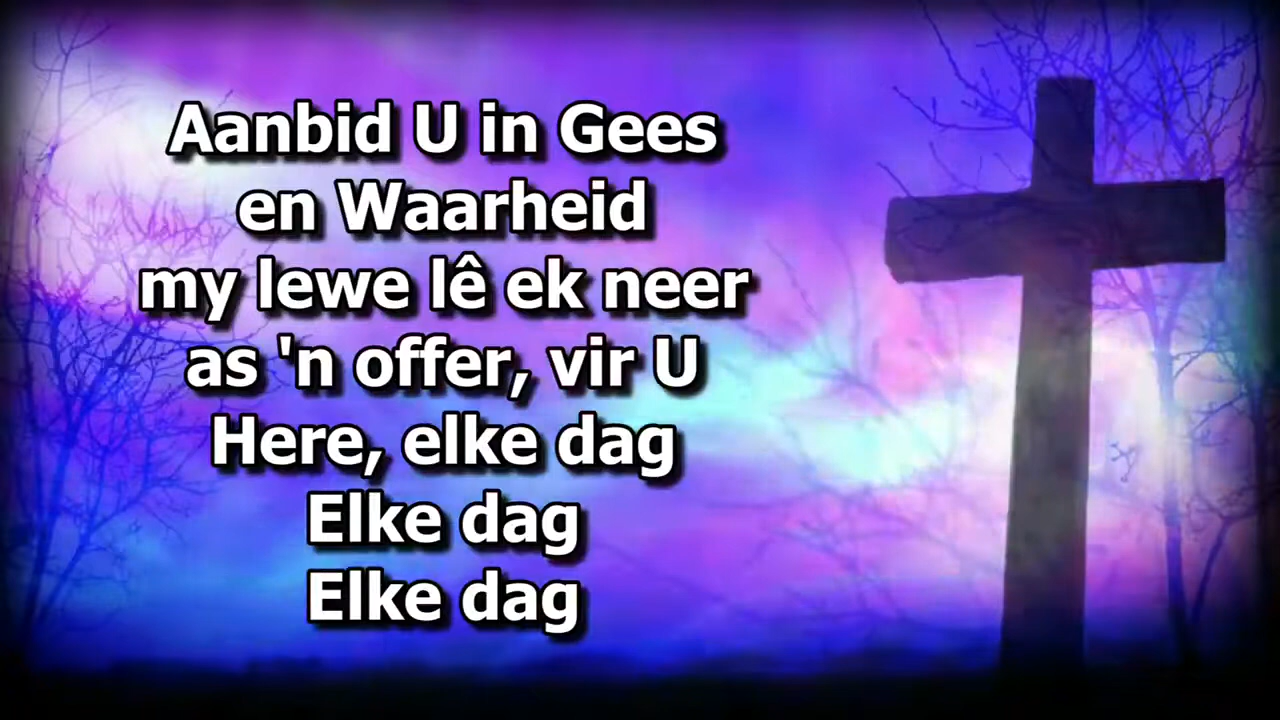 Aanbid U in Gees
en Waarheid
my lewe lê ek neer
as 'n offer, vir U
Here, elke dag
Elke dag
Elke dag